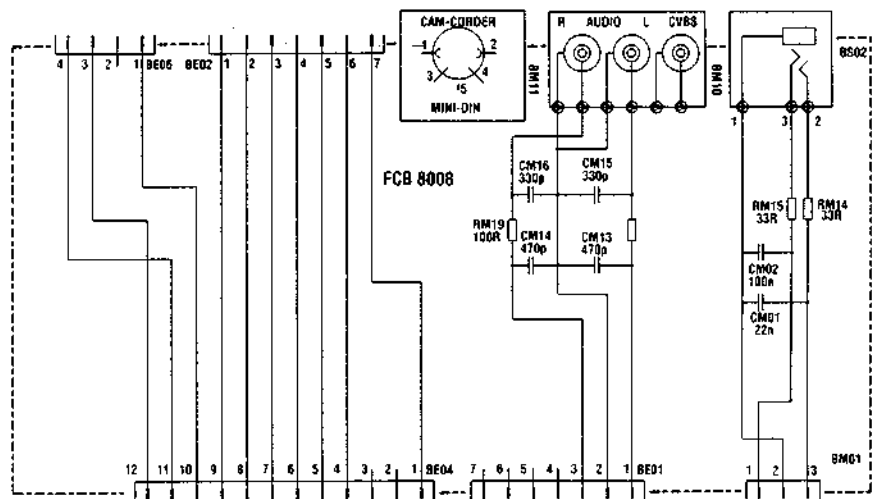 CAM-CORDER
1 2
3 4
5
MINI-DIN
BM11
R AUDIO L CVBS
BM10
BS02
4 3 2 1 BE05
BE02 1 2 3 4 5 6 7
1 3 2
FCB 8008
CM16
330p
CM15
330p
RM19
100R
CM14
470p
CM13
470p
RM15
33R
RM14
33R
CM02
100n
CM01
22n
12 11 10 9 8 7 6 5 4 3 2 1 BE04
7 6 5 4 3 2 1 BE01
1 2 3
BM01